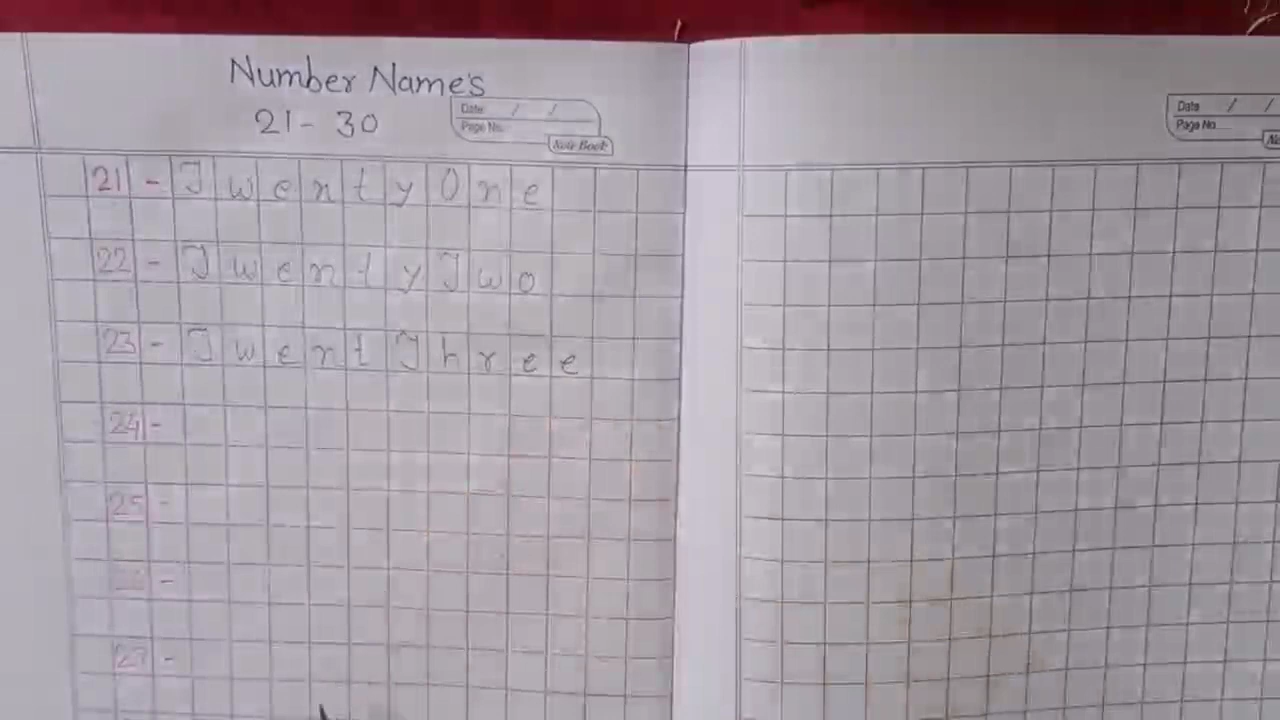 Number Name's
21 - 30
Date / /
Page No.
Note Book
21 - Twenty One
22 - Twenty Two
23 - Twent Three
24 -
25 -
26 -
27 -
Date / /
Page No.